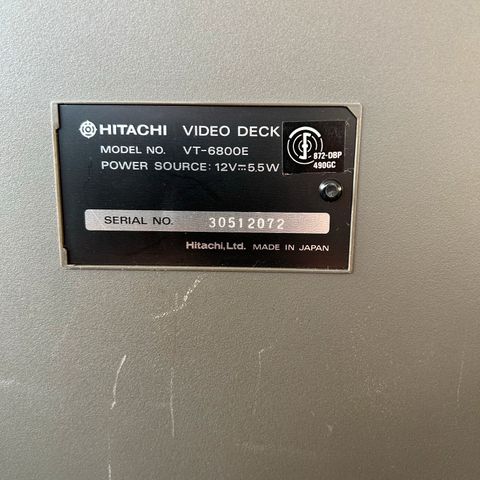 HITACHI VIDEO DECK
MODEL NO. VT-6800E
POWER SOURCE: 12V⎓5.5W
872-DBP
490GC
SERIAL NO. 30512072
Hitachi, Ltd. MADE IN JAPAN